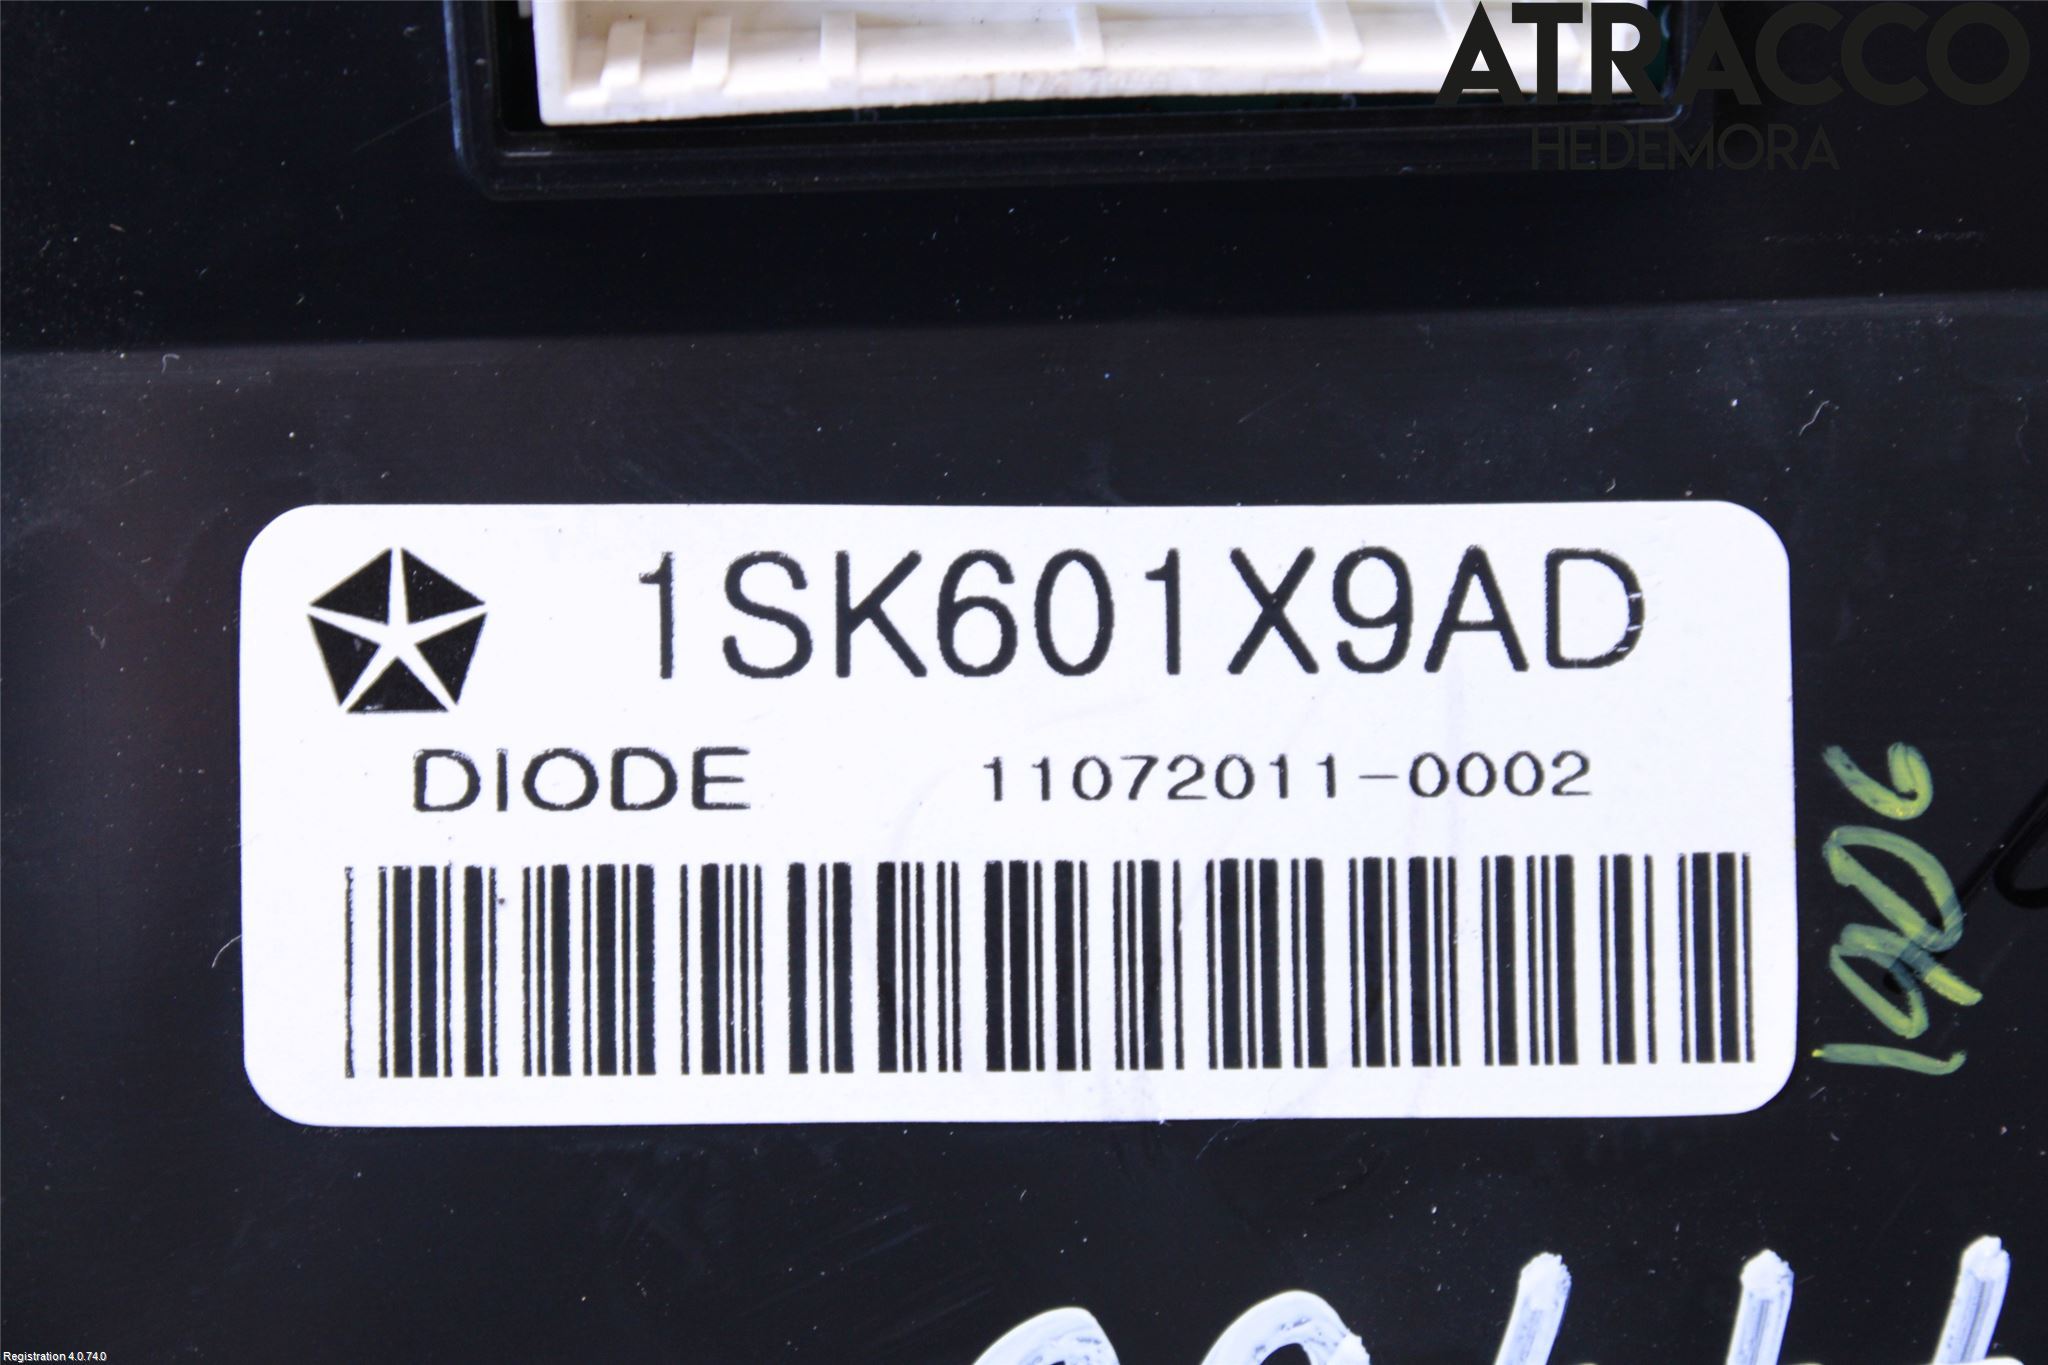 ATRACCO
HEDEMORA
1SK601X9AD
DIODE 11072011-0002
Registration 4.0.74.0